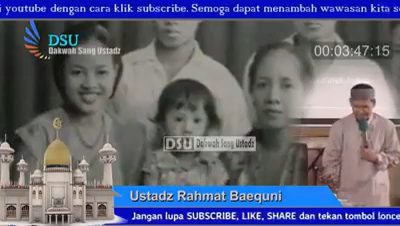 i youtube dengan cara klik subscribe. Semoga dapat menambah wawasan kita se
DSU
Dakwah Sang Ustadz
00:03:47:15
DSU Dakwah Sang Ustadz
Ustadz Rahmat Baequni
Jangan lupa SUBSCRIBE, LIKE, SHARE dan tekan tombol lonce